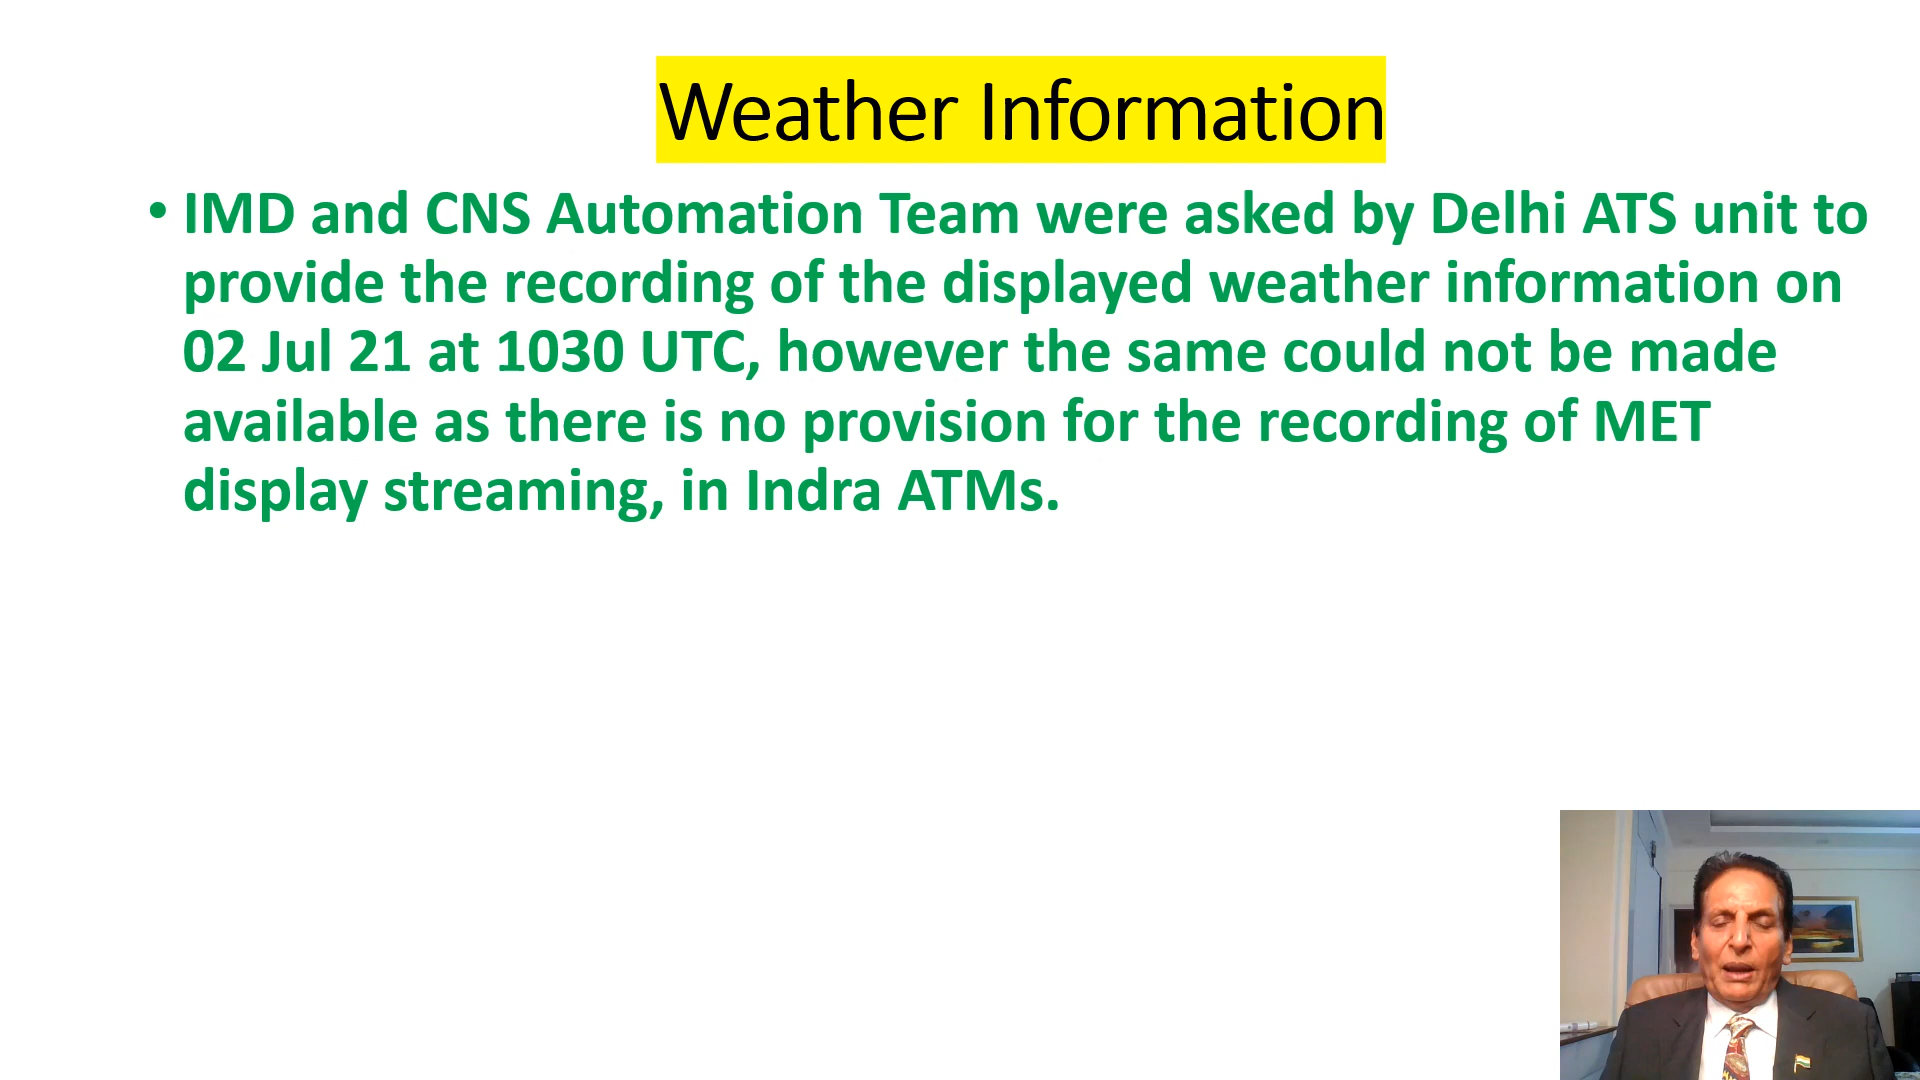 Weather Information
• IMD and CNS Automation Team were asked by Delhi ATS unit to
provide the recording of the displayed weather information on
02 Jul 21 at 1030 UTC, however the same could not be made
available as there is no provision for the recording of MET
display streaming, in Indra ATMs.